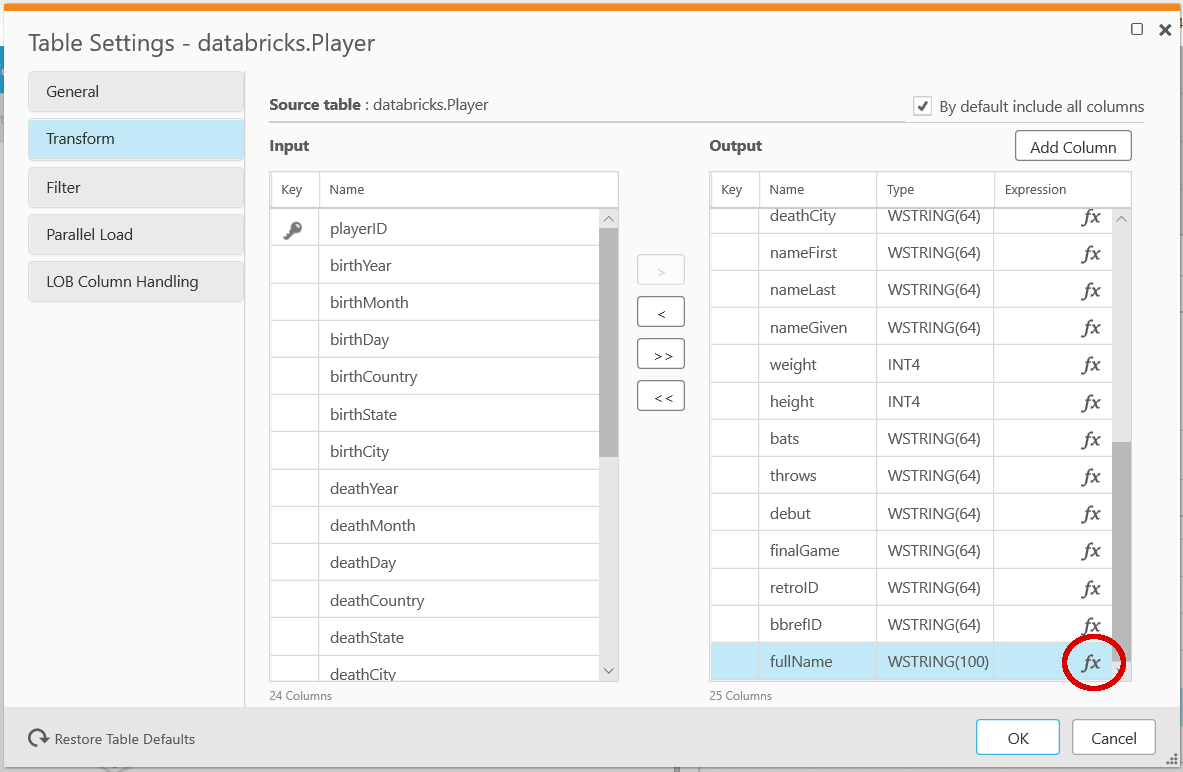 Table Settings - databricks.Player
General
Transform
Filter
Parallel Load
LOB Column Handling
Source table : databricks.Player
By default include all columns
Input
Output
Add Column
Key Name
playerID
birthYear
birthMonth
birthDay
birthCountry
birthState
birthCity
deathYear
deathMonth
deathDay
deathCountry
deathState
deathCity
24 Columns
>
<
>>
<<
Key Name Type Expression
deathCity WSTRING(64) fx
nameFirst WSTRING(64) fx
nameLast WSTRING(64) fx
nameGiven WSTRING(64) fx
weight INT4 fx
height INT4 fx
bats WSTRING(64) fx
throws WSTRING(64) fx
debut WSTRING(64) fx
finalGame WSTRING(64) fx
retroID WSTRING(64) fx
bbrefID WSTRING(64) fx
fullName WSTRING(100) fx
25 Columns
Restore Table Defaults
OK
Cancel